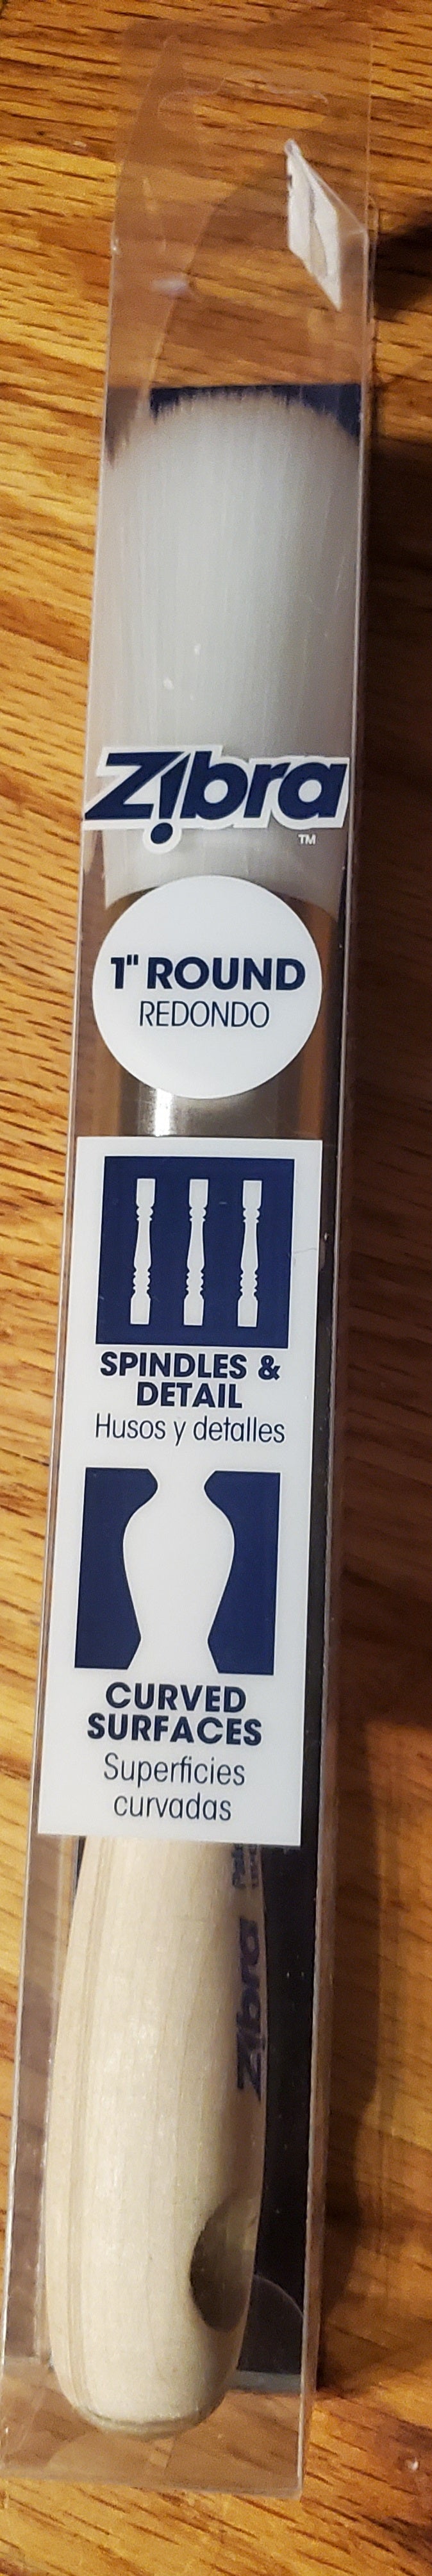 Zibra
TM
1" ROUND
REDONDO
SPINDLES &
DETAIL
Husos y detalles
CURVED
SURFACES
Superficies
curvadas
Zibra